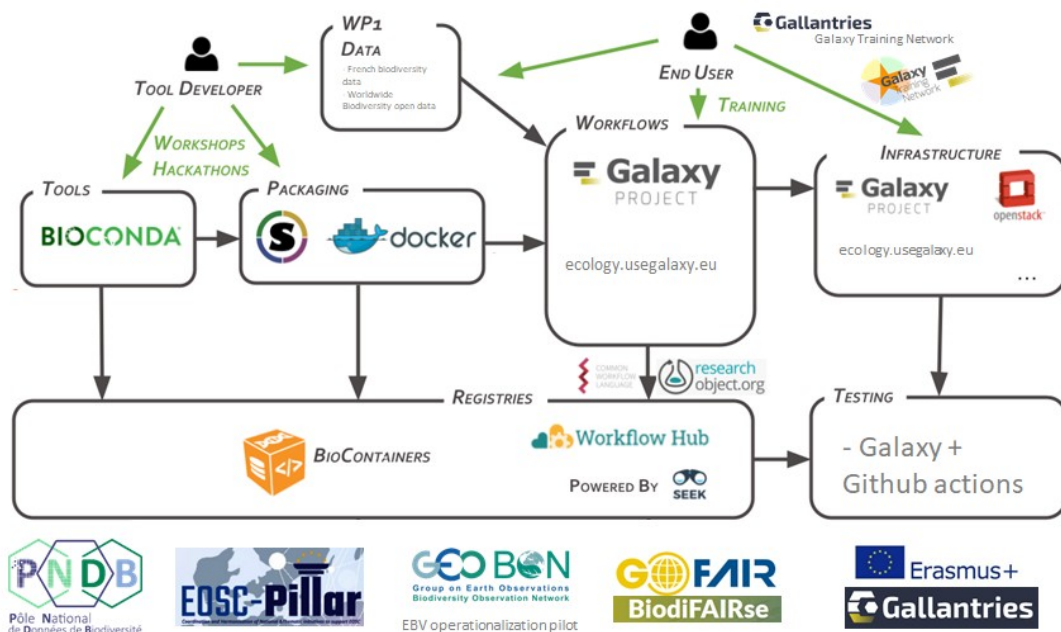 WP1
DATA
- French biodiversity
data
- Worldwide
Biodiversity open data
TOOL DEVELOPER
END USER
Gallantries
Galaxy Training Network
Galaxy
Training
Network
TRAINING
WORKSHOPS
HACKATHONS
TOOLS
BIOCONDA
PACKAGING
S
docker
WORKFLOWS
Galaxy
PROJECT
ecology.usegalaxy.eu
INFRASTRUCTURE
Galaxy
PROJECT
openstack
ecology.usegalaxy.eu
...
COMMON
WORKFLOW
LANGUAGE
research
object.org
REGISTRIES
BIOCONTAINERS
Workflow Hub
POWERED BY
SEEK
TESTING
- Galaxy +
Github actions
PNDB
Pôle National
de Données de Biodiversité
EOSC-Pillar
GEO BON
Group on Earth Observations
Biodiversity Observation Network
EBV operationalization pilot
GO FAIR
BiodiFAIRse
Erasmus+
Gallantries